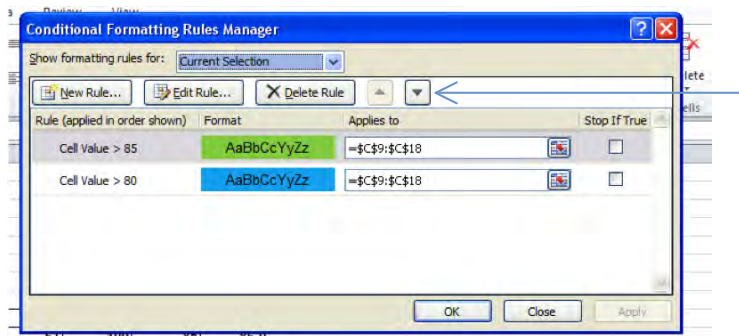 Review View
Conditional Formatting Rules Manager
Show formatting rules for: Current Selection
New Rule... Edit Rule... Delete Rule
Rule (applied in order shown) Format Applies to Stop If True
Cell Value > 85 AaBbCcYyZz =$C$9:$C$18
Cell Value > 80 AaBbCcYyZz =$C$9:$C$18
OK Close Apply